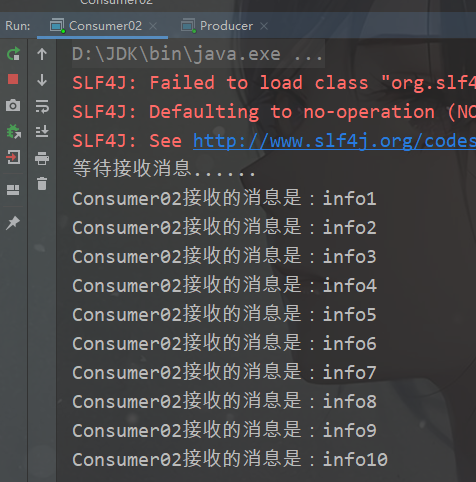 Consumer02
Run: Consumer02 × Producer ×
D:\JDK\bin\java.exe ...
SLF4J: Failed to load class "org.slf4
SLF4J: Defaulting to no-operation (NO
SLF4J: See http://www.slf4j.org/codes
等待接收消息......
Consumer02接收的消息是：info1
Consumer02接收的消息是：info2
Consumer02接收的消息是：info3
Consumer02接收的消息是：info4
Consumer02接收的消息是：info5
Consumer02接收的消息是：info6
Consumer02接收的消息是：info7
Consumer02接收的消息是：info8
Consumer02接收的消息是：info9
Consumer02接收的消息是：info10